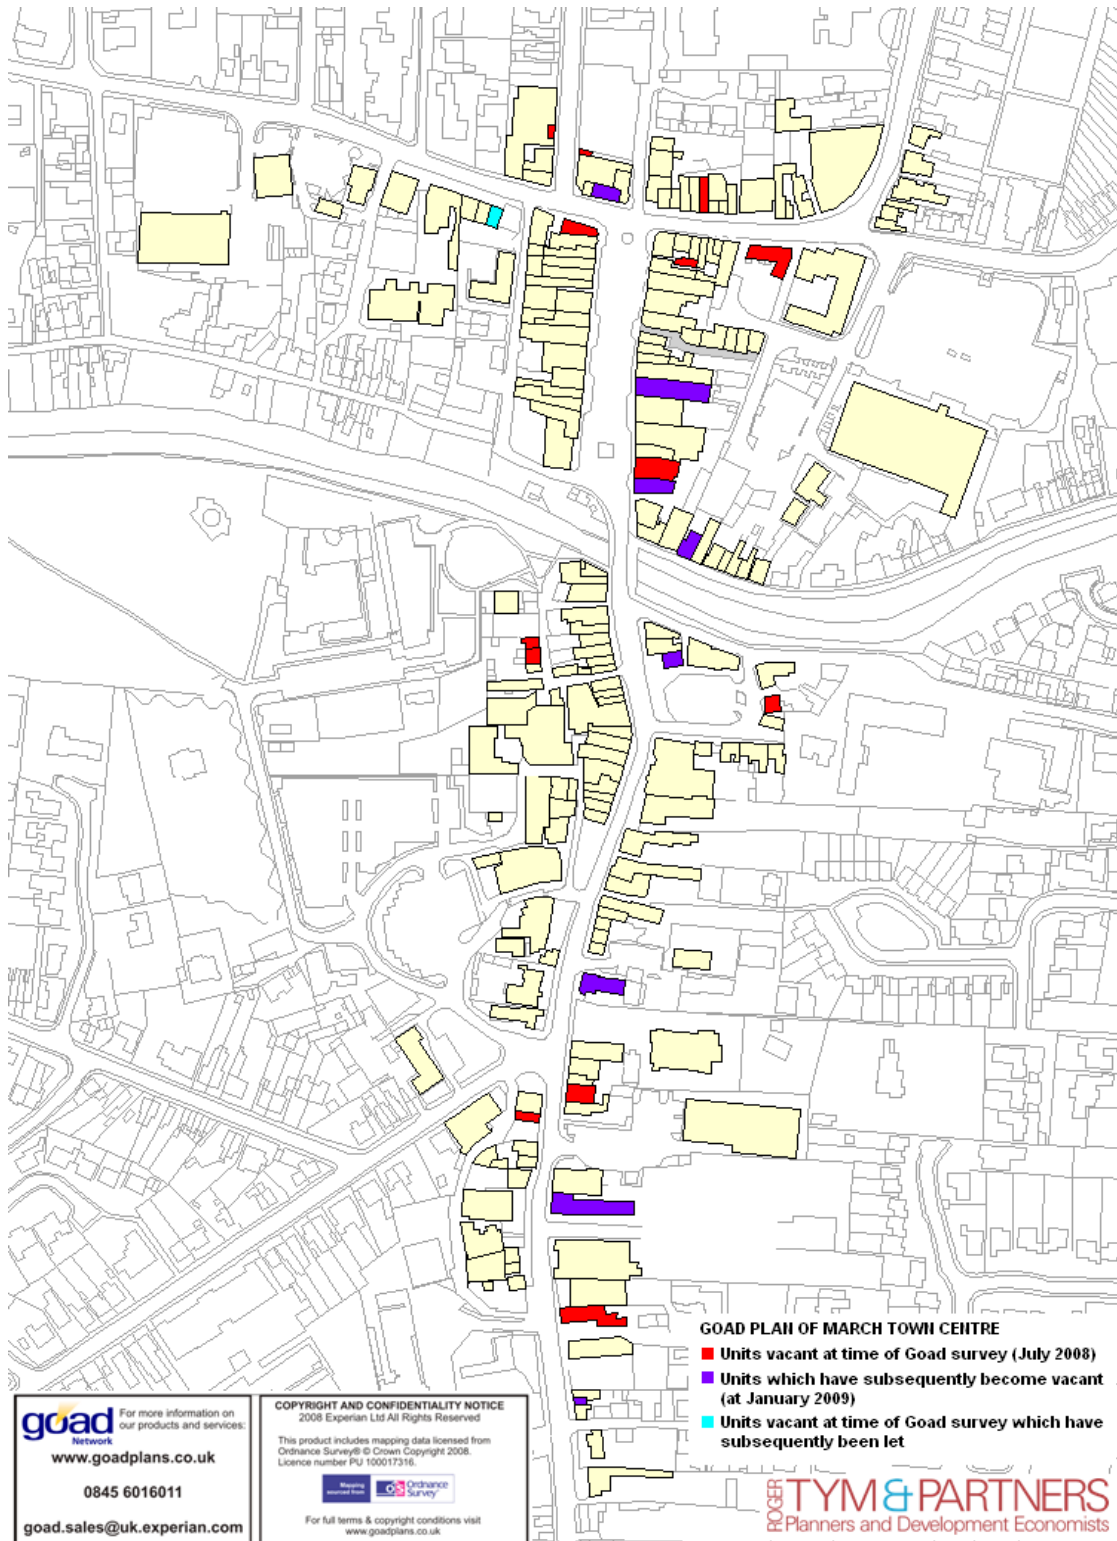 GOAD PLAN OF MARCH TOWN CENTRE
Units vacant at time of Goad survey (July 2008)
Units which have subsequently become vacant
(at January 2009)
Units vacant at time of Goad survey which have
subsequently been let
goad
Network
For more information on
our products and services:
www.goadplans.co.uk
0845 6016011
goad.sales@uk.experian.com
COPYRIGHT AND CONFIDENTIALITY NOTICE
2008 Experian Ltd All Rights Reserved
This product includes mapping data licensed from
Ordnance Survey® © Crown Copyright 2008.
Licence number PU 100017316.
Mapping
sourced from
OS Ordnance
Survey
For full terms & copyright conditions visit
www.goadplans.co.uk
ROGER
TYM & PARTNERS
Planners and Development Economists